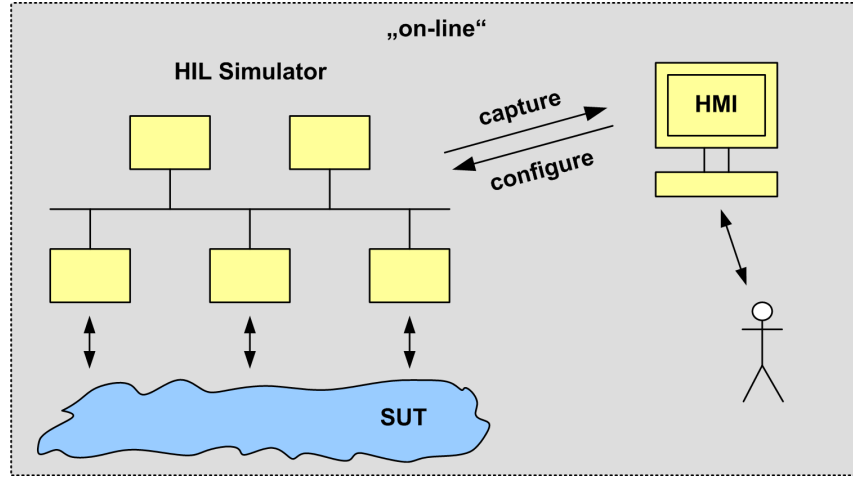 „on-line“
HIL Simulator
capture
configure
HMI
SUT